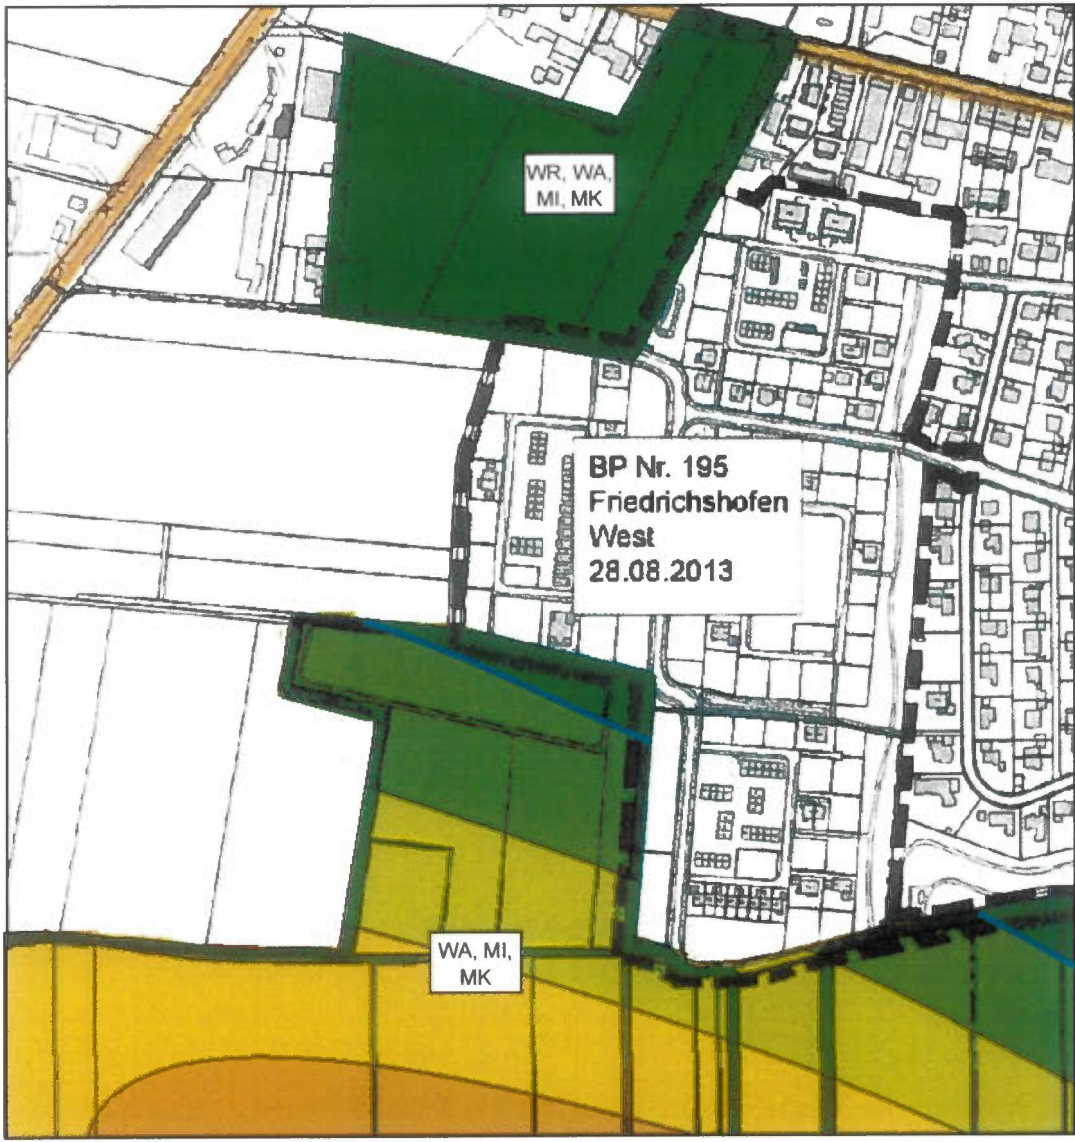 WR, WA,
MI, MK
BP Nr. 195
Friedrichshofen
West
28.08.2013
WA, MI,
MK